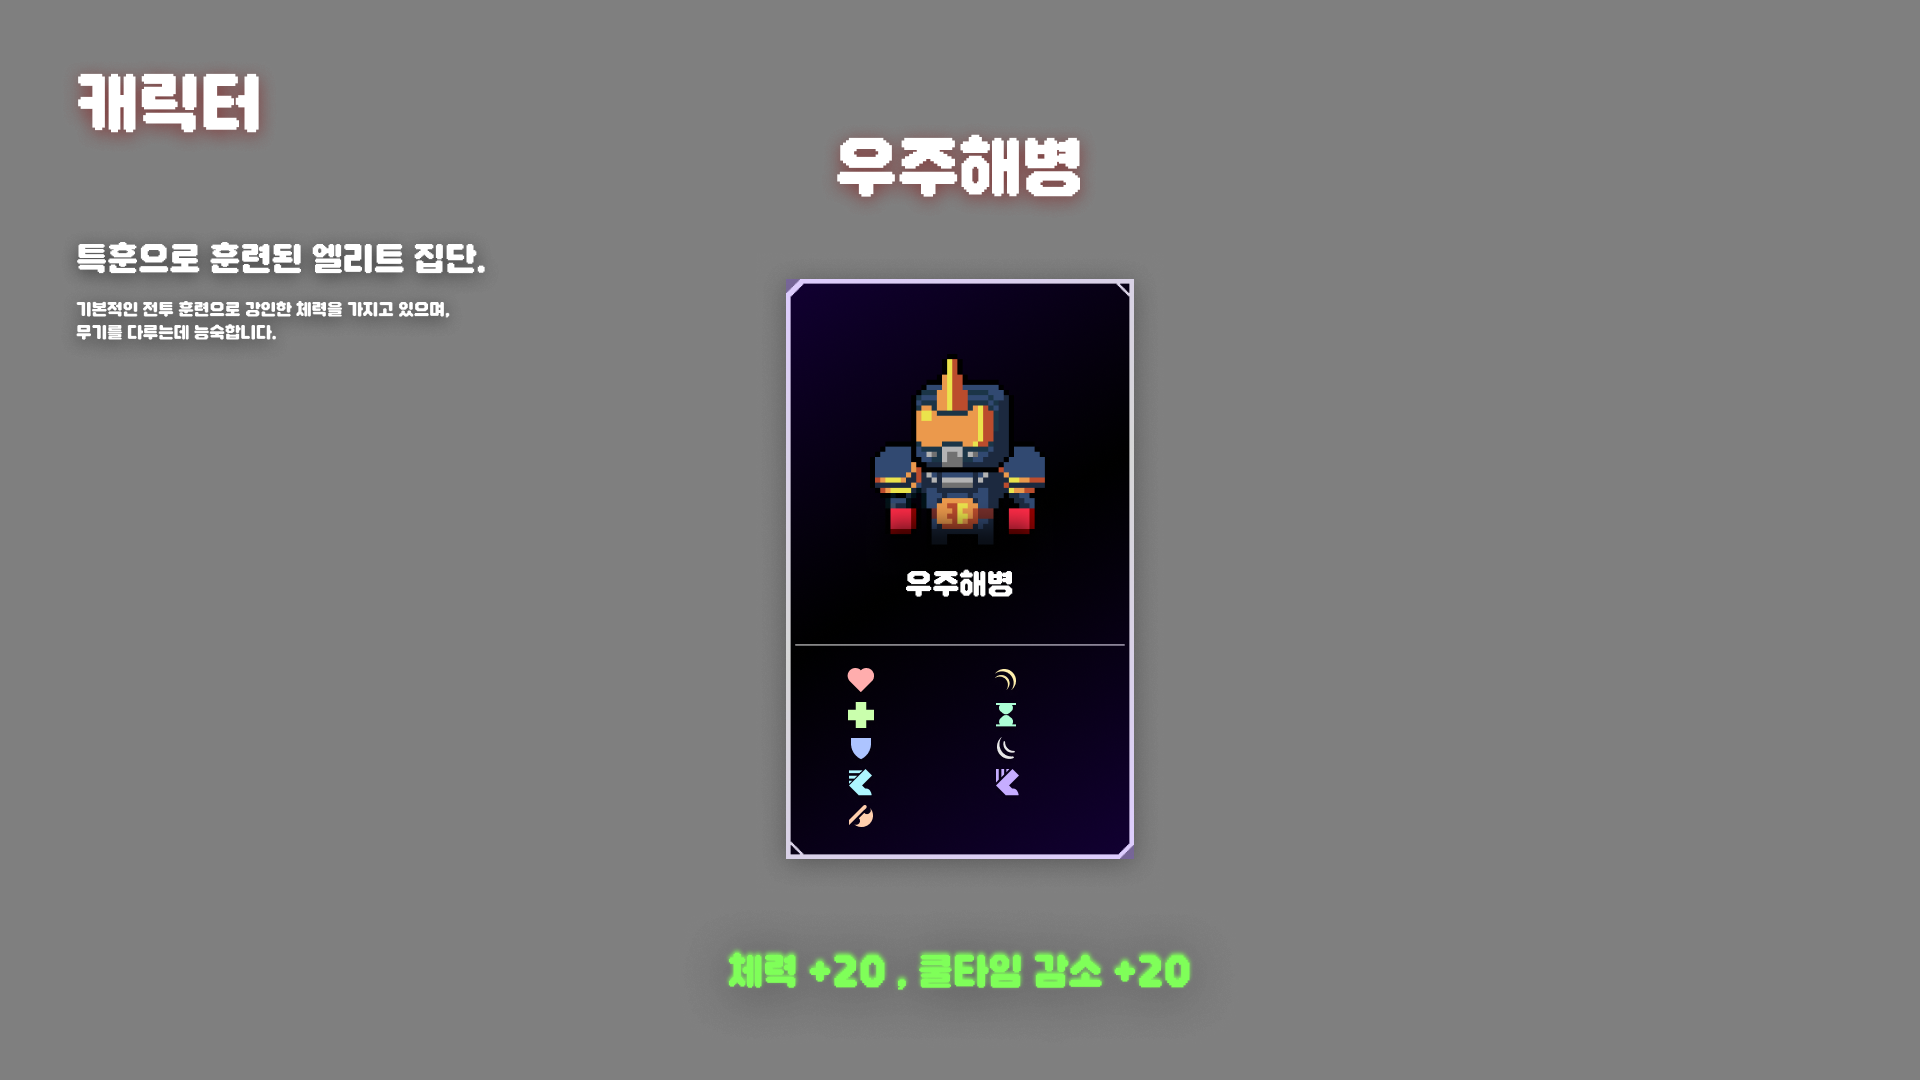 캐릭터
우주해병
특훈으로 훈련된 엘리트 집단.
기본적인 전투 훈련으로 강인한 체력을 가지고 있으며,
무기를 다루는데 능숙합니다.
우주해병
체력 +20 , 쿨타임 감소 +20